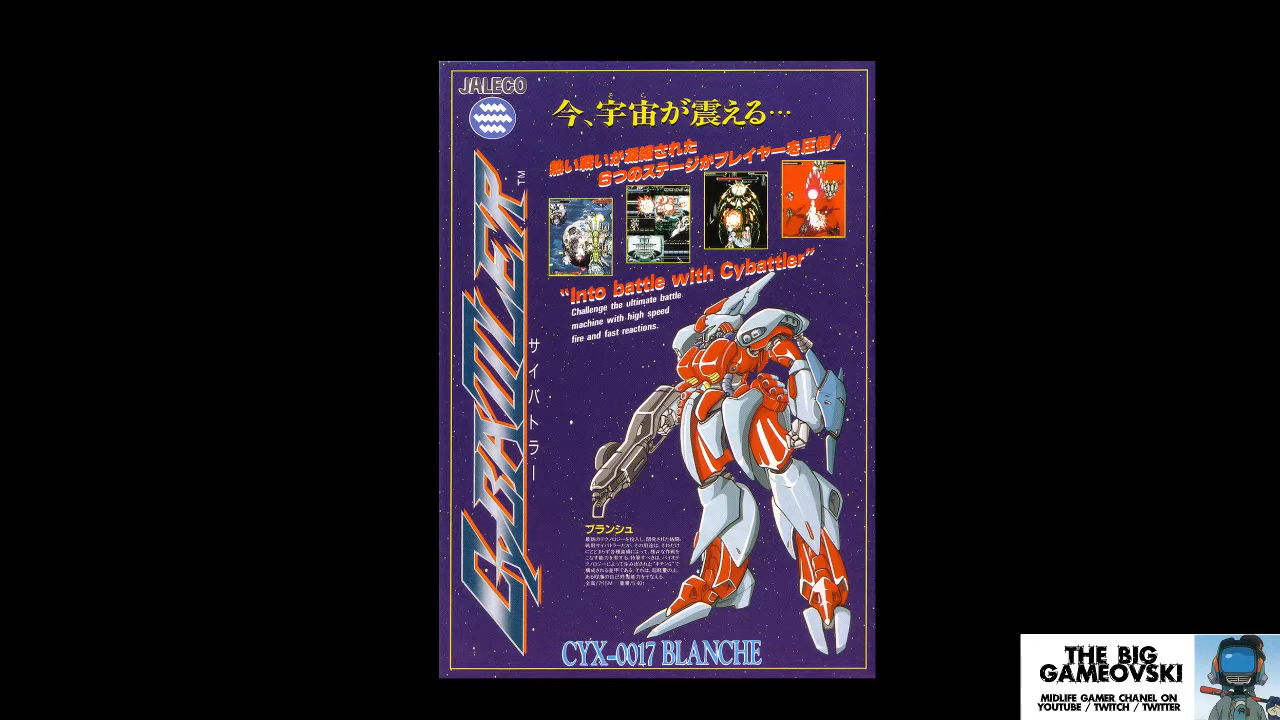 JALECO
今、宇宙が震える…
そ ら
熱い闘いが凝縮された
6つのステージがプレイヤーを圧倒!
CYBATTLER™
サイバトラー
“Into battle with Cybattler”
Challenge the ultimate battle
machine with high speed
fire and fast reactions.
ブランシュ
CYX-0017 BLANCHE
THE BIG
GAMEOVSKI
MIDLIFE GAMER CHANEL ON
YOUTUBE / TWITCH / TWITTER